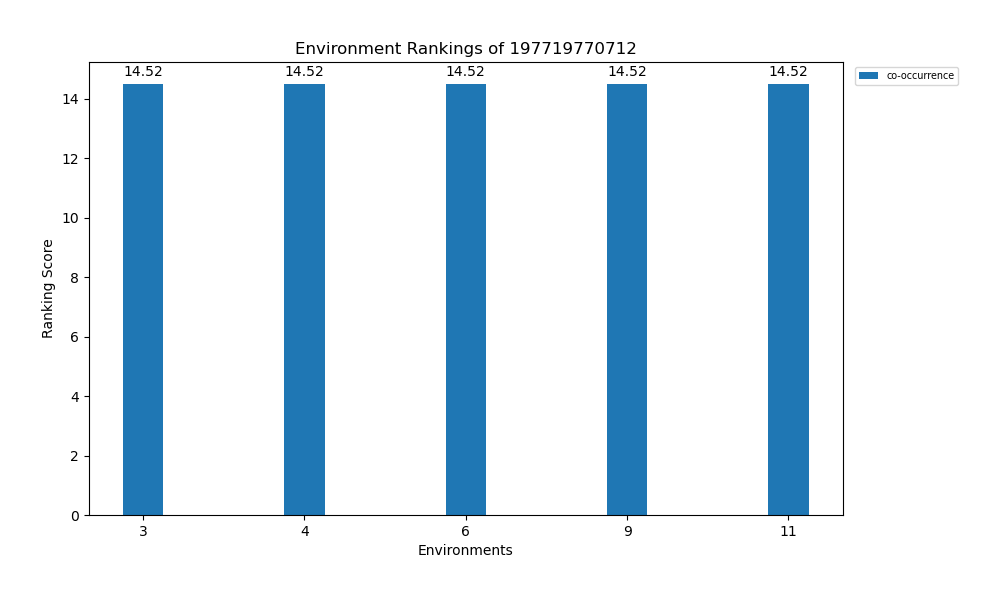 Environment Rankings of 197719770712
14.52 14.52 14.52 14.52 14.52
co-occurrence
14
12
10
8
6
4
2
0
Ranking Score
3 4 6 9 11
Environments